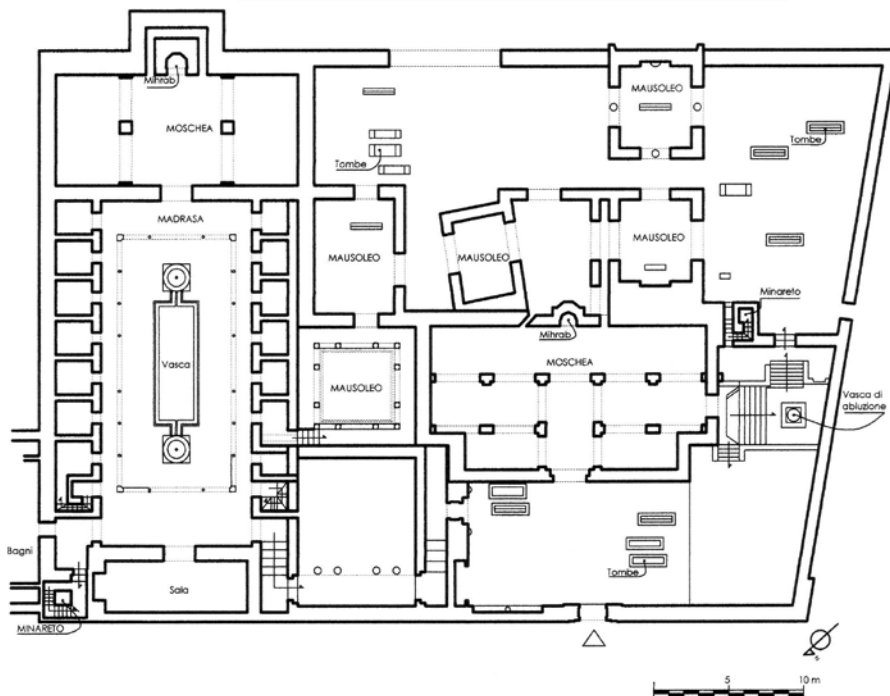 Mihrab
MOSCHEA
MAUSOLEO
Tombe
Tombe
MADRASA
MAUSOLEO
MAUSOLEO
MAUSOLEO
Minareto
Mihrab
MOSCHEA
Vasca
MAUSOLEO
Vasca di
abluzione
Bagni
Sala
Tombe
MINARETO
N
5
10 m